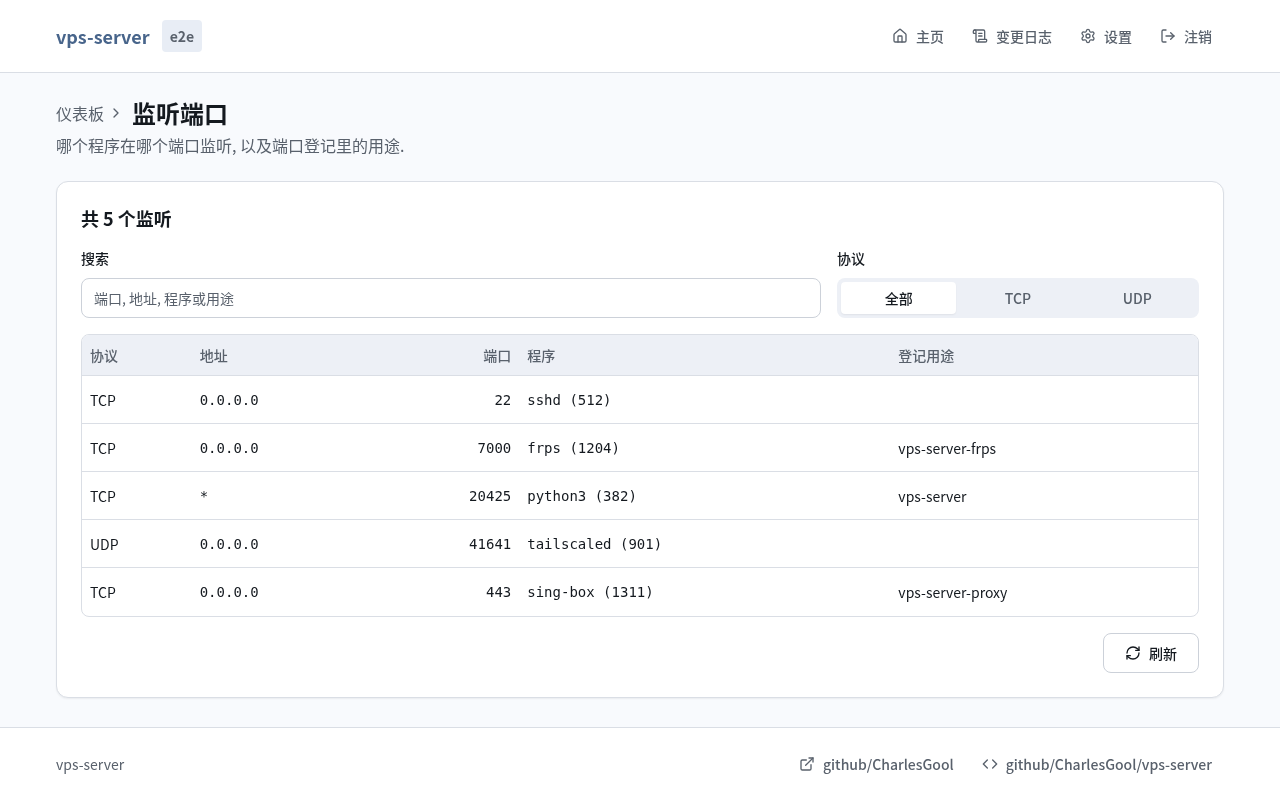 vps-server e2e 主页 变更日志 设置 注销
仪表板 监听端口
哪个程序在哪个端口监听, 以及端口登记里的用途.
共 5 个监听
搜索 协议
端口, 地址, 程序或用途 全部 TCP UDP
协议 地址 端口 程序 登记用途
TCP 0.0.0.0 22 sshd (512)
TCP 0.0.0.0 7000 frps (1204) vps-server-frps
TCP * 20425 python3 (382) vps-server
UDP 0.0.0.0 41641 tailscaled (901)
TCP 0.0.0.0 443 sing-box (1311) vps-server-proxy
刷新
vps-server github/CharlesGool github/CharlesGool/vps-server